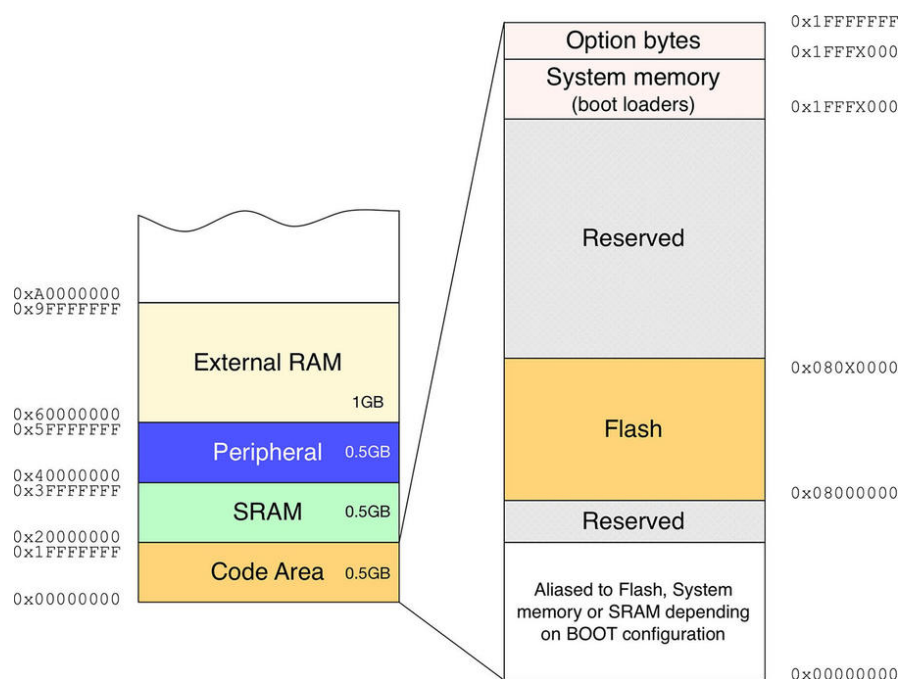 0xA0000000
0x9FFFFFFF
External RAM
1GB
0x60000000
0x5FFFFFFF
Peripheral 0.5GB
0x40000000
0x3FFFFFFF
SRAM 0.5GB
0x20000000
0x1FFFFFFF
Code Area 0.5GB
0x00000000
0x1FFFFFFF
Option bytes
0x1FFFX000
System memory
(boot loaders)
0x1FFFX000
Reserved
0x080X0000
Flash
0x08000000
Reserved
Aliased to Flash, System
memory or SRAM depending
on BOOT configuration
0x00000000